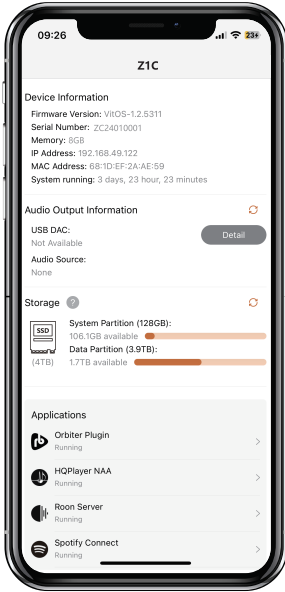 09:26
23
Z1C
Device Information
Firmware Version: VitOS-1.2.5311
Serial Number: ZC24010001
Memory: 8GB
IP Address: 192.168.49.122
MAC Address: 68:1D:EF:2A:AE:59
System running: 3 days, 23 hour, 23 minutes
Audio Output Information
USB DAC:
Not Available
Detail
Audio Source:
None
Storage ?
SSD
(4TB)
System Partition (128GB):
106.1GB available
Data Partition (3.9TB):
1.7TB available
Applications
Orbiter Plugin
Running
HQPlayer NAA
Running
Roon Server
Running
Spotify Connect
Running